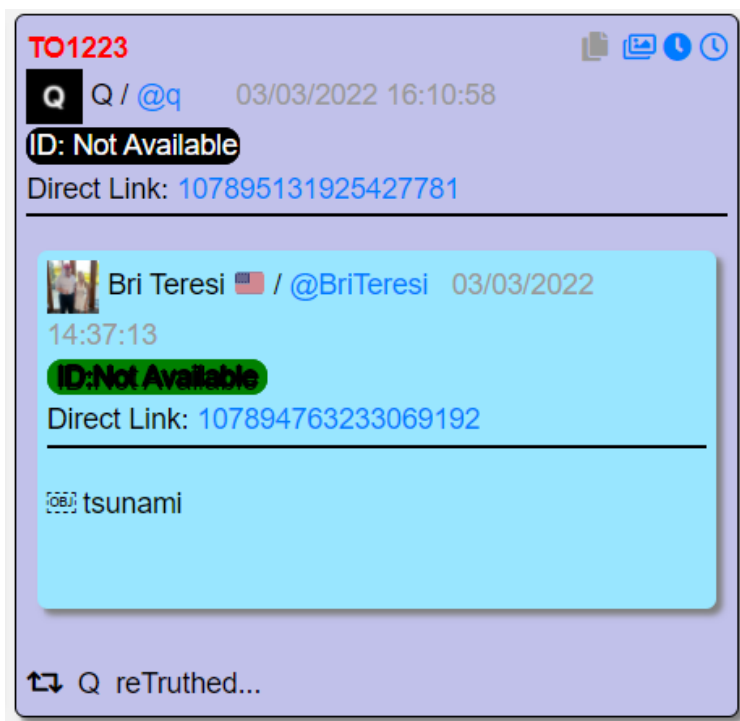 TO1223
Q Q / @q 03/03/2022 16:10:58
ID: Not Available
Direct Link: 107895131925427781
Bri Teresi 🇺🇸 / @BriTeresi 03/03/2022
14:37:13
ID:Not Available
Direct Link: 107894763233069192
OBJ tsunami
Q reTruthed...